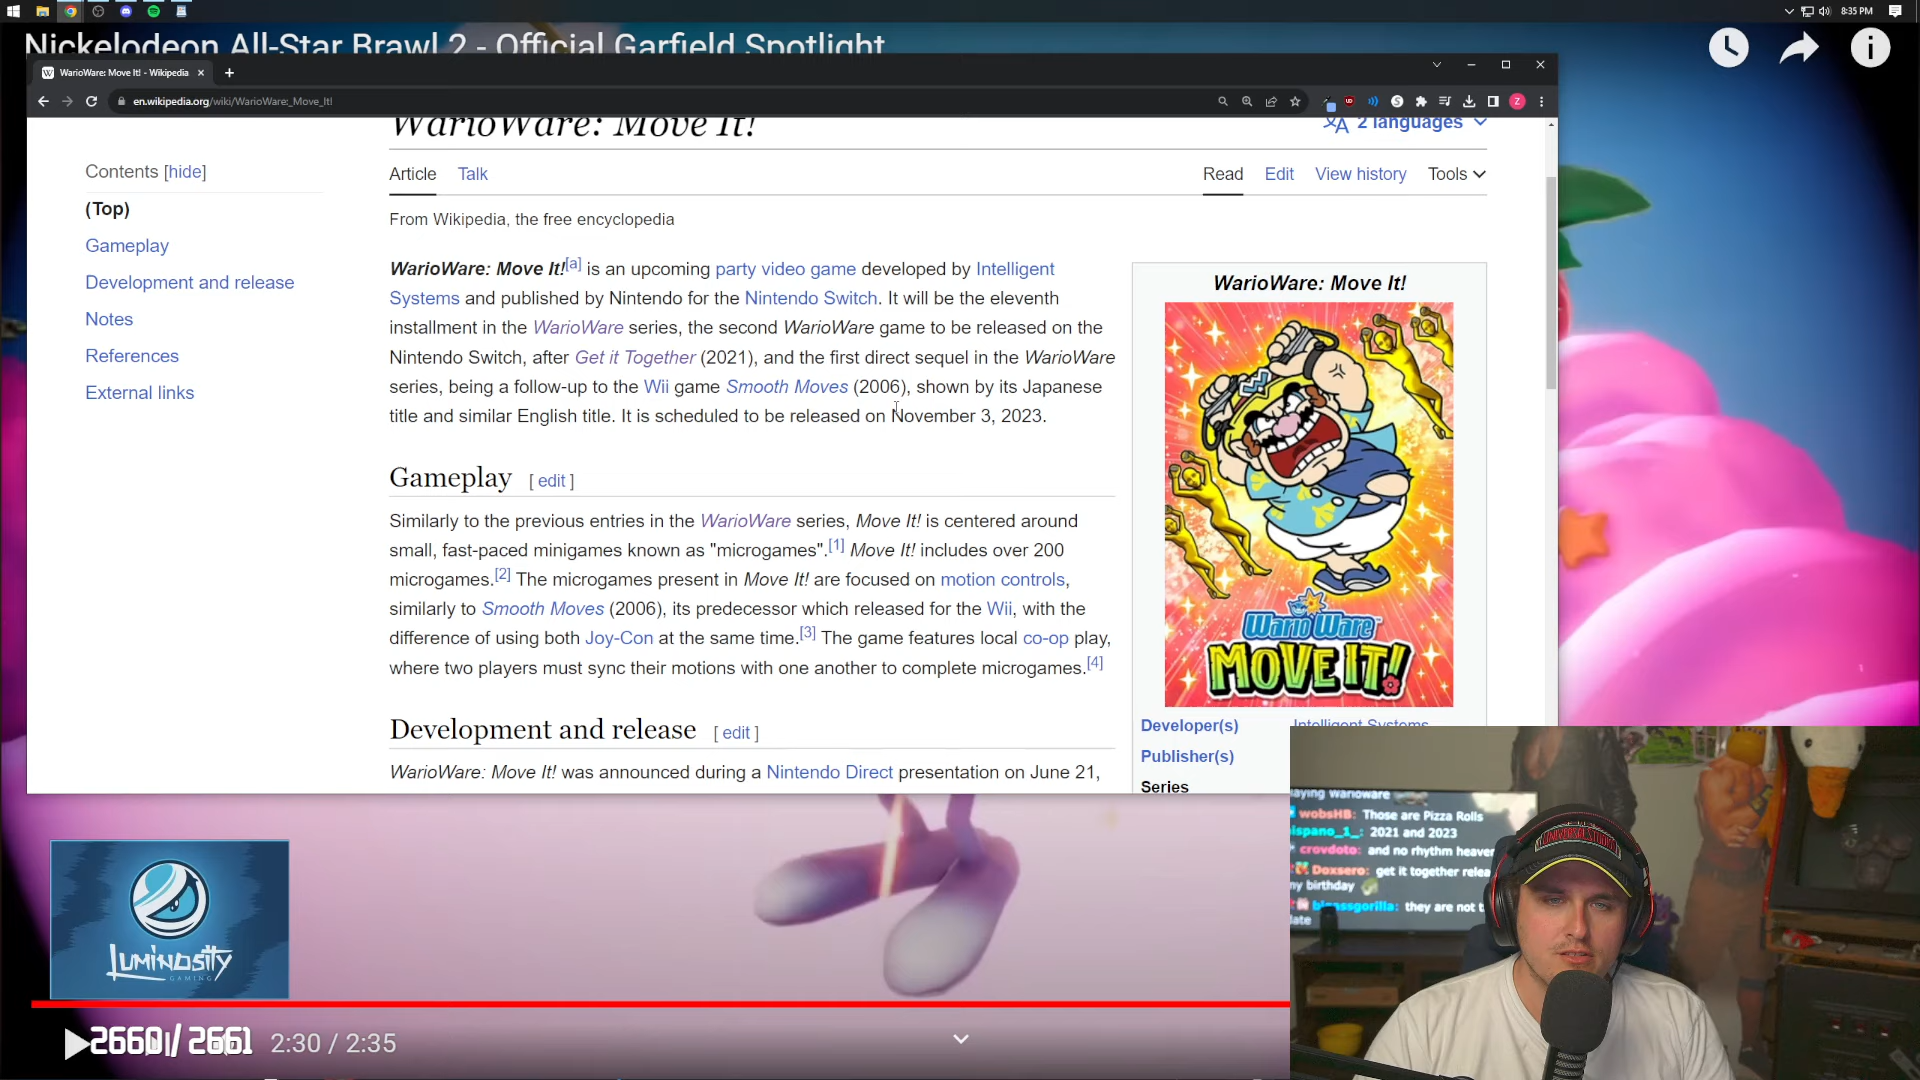 8:35 PM
Nickelodeon All-Star Brawl 2 - Official Garfield Spotlight
WarioWare: Move It! - Wikipedia
en.wikipedia.org/wiki/WarioWare:_Move_It!
WarioWare: Move It!
2 languages
Contents [hide]
(Top)
Gameplay
Development and release
Notes
References
External links
Article Talk
Read Edit View history Tools
From Wikipedia, the free encyclopedia
WarioWare: Move It![a] is an upcoming party video game developed by Intelligent
Systems and published by Nintendo for the Nintendo Switch. It will be the eleventh
installment in the WarioWare series, the second WarioWare game to be released on the
Nintendo Switch, after Get it Together (2021), and the first direct sequel in the WarioWare
series, being a follow-up to the Wii game Smooth Moves (2006), shown by its Japanese
title and similar English title. It is scheduled to be released on November 3, 2023.
Gameplay [ edit ]
Similarly to the previous entries in the WarioWare series, Move It! is centered around
small, fast-paced minigames known as "microgames".[1] Move It! includes over 200
microgames.[2] The microgames present in Move It! are focused on motion controls,
similarly to Smooth Moves (2006), its predecessor which released for the Wii, with the
difference of using both Joy-Con at the same time.[3] The game features local co-op play,
where two players must sync their motions with one another to complete microgames.[4]
Development and release [ edit ]
WarioWare: Move It! was announced during a Nintendo Direct presentation on June 21,
WarioWare: Move It!
WarioWare
MOVE IT!
Developer(s) Intelligent Systems
Publisher(s)
Series
playing warioware
wobsHB: Those are Pizza Rolls
ispano_1_: 2021 and 2023
crovdoto: and no rhythm heaven
Doxsero: get it together relea
my birthday
bigassgorilla: they are not t
LUMINOSITY
GAMING
2660 / 2661 2:30 / 2:35